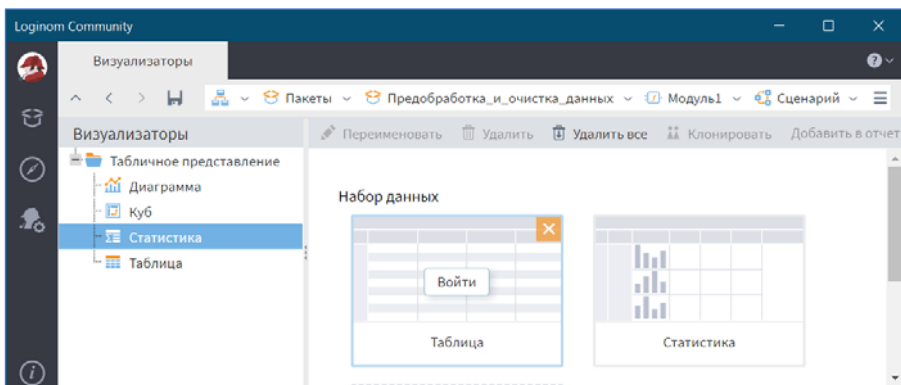 Loginom Community
Визуализаторы
Пакеты Предобработка_и_очистка_данных Модуль1 Сценарий
Визуализаторы
Переименовать Удалить Удалить все Клонировать Добавить в отчет
Табличное представление
Диаграмма
Куб
Статистика
Таблица
Набор данных
Войти
Таблица
Статистика